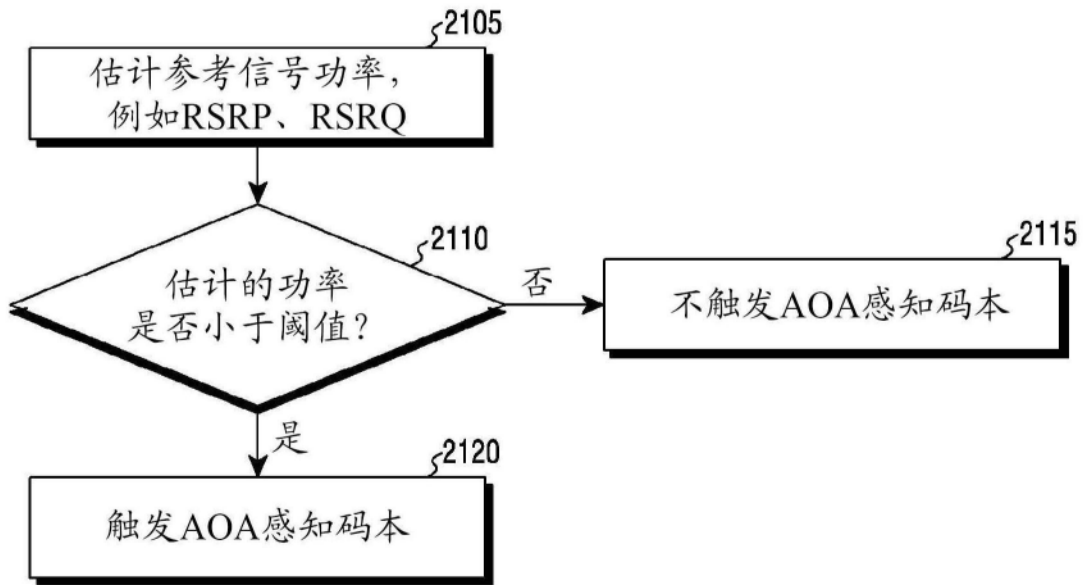 2105
估计参考信号功率，
例如RSRP、RSRQ
2110
估计的功率
是否小于阈值？
否
2115
不触发AOA感知码本
是
2120
触发AOA感知码本